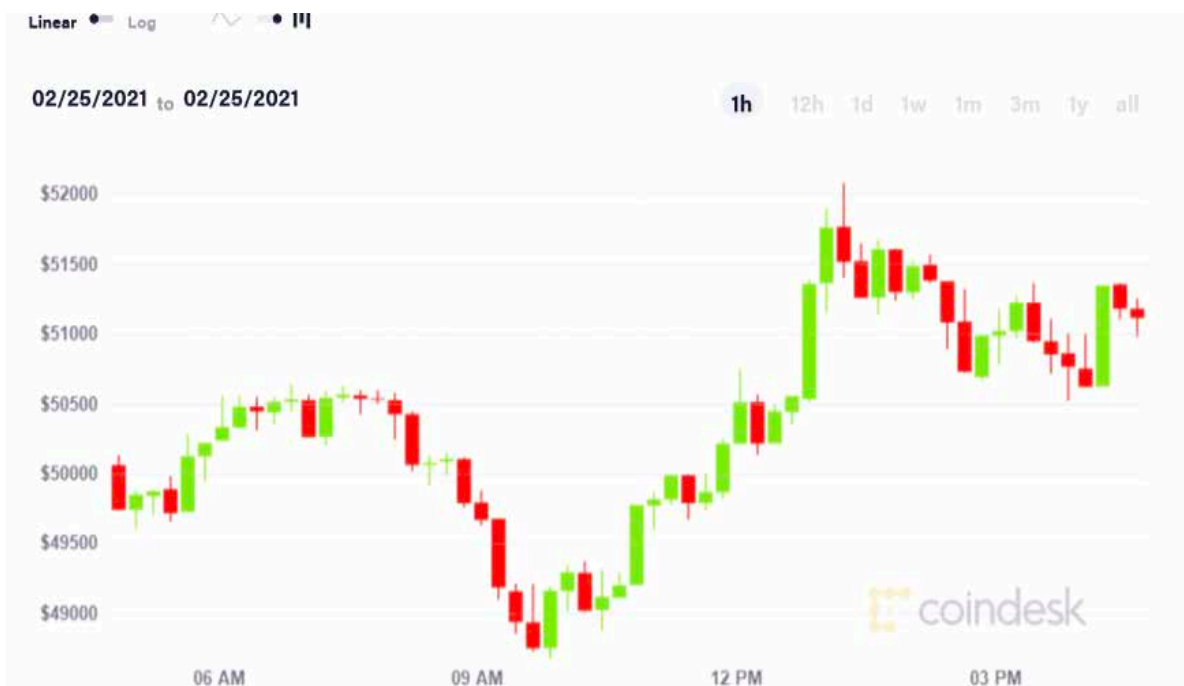 Linear Log
02/25/2021 to 02/25/2021
1h 12h 1d 1w 1m 3m 1y all
$52000
$51500
$51000
$50500
$50000
$49500
$49000
coindesk
06 AM 09 AM 12 PM 03 PM